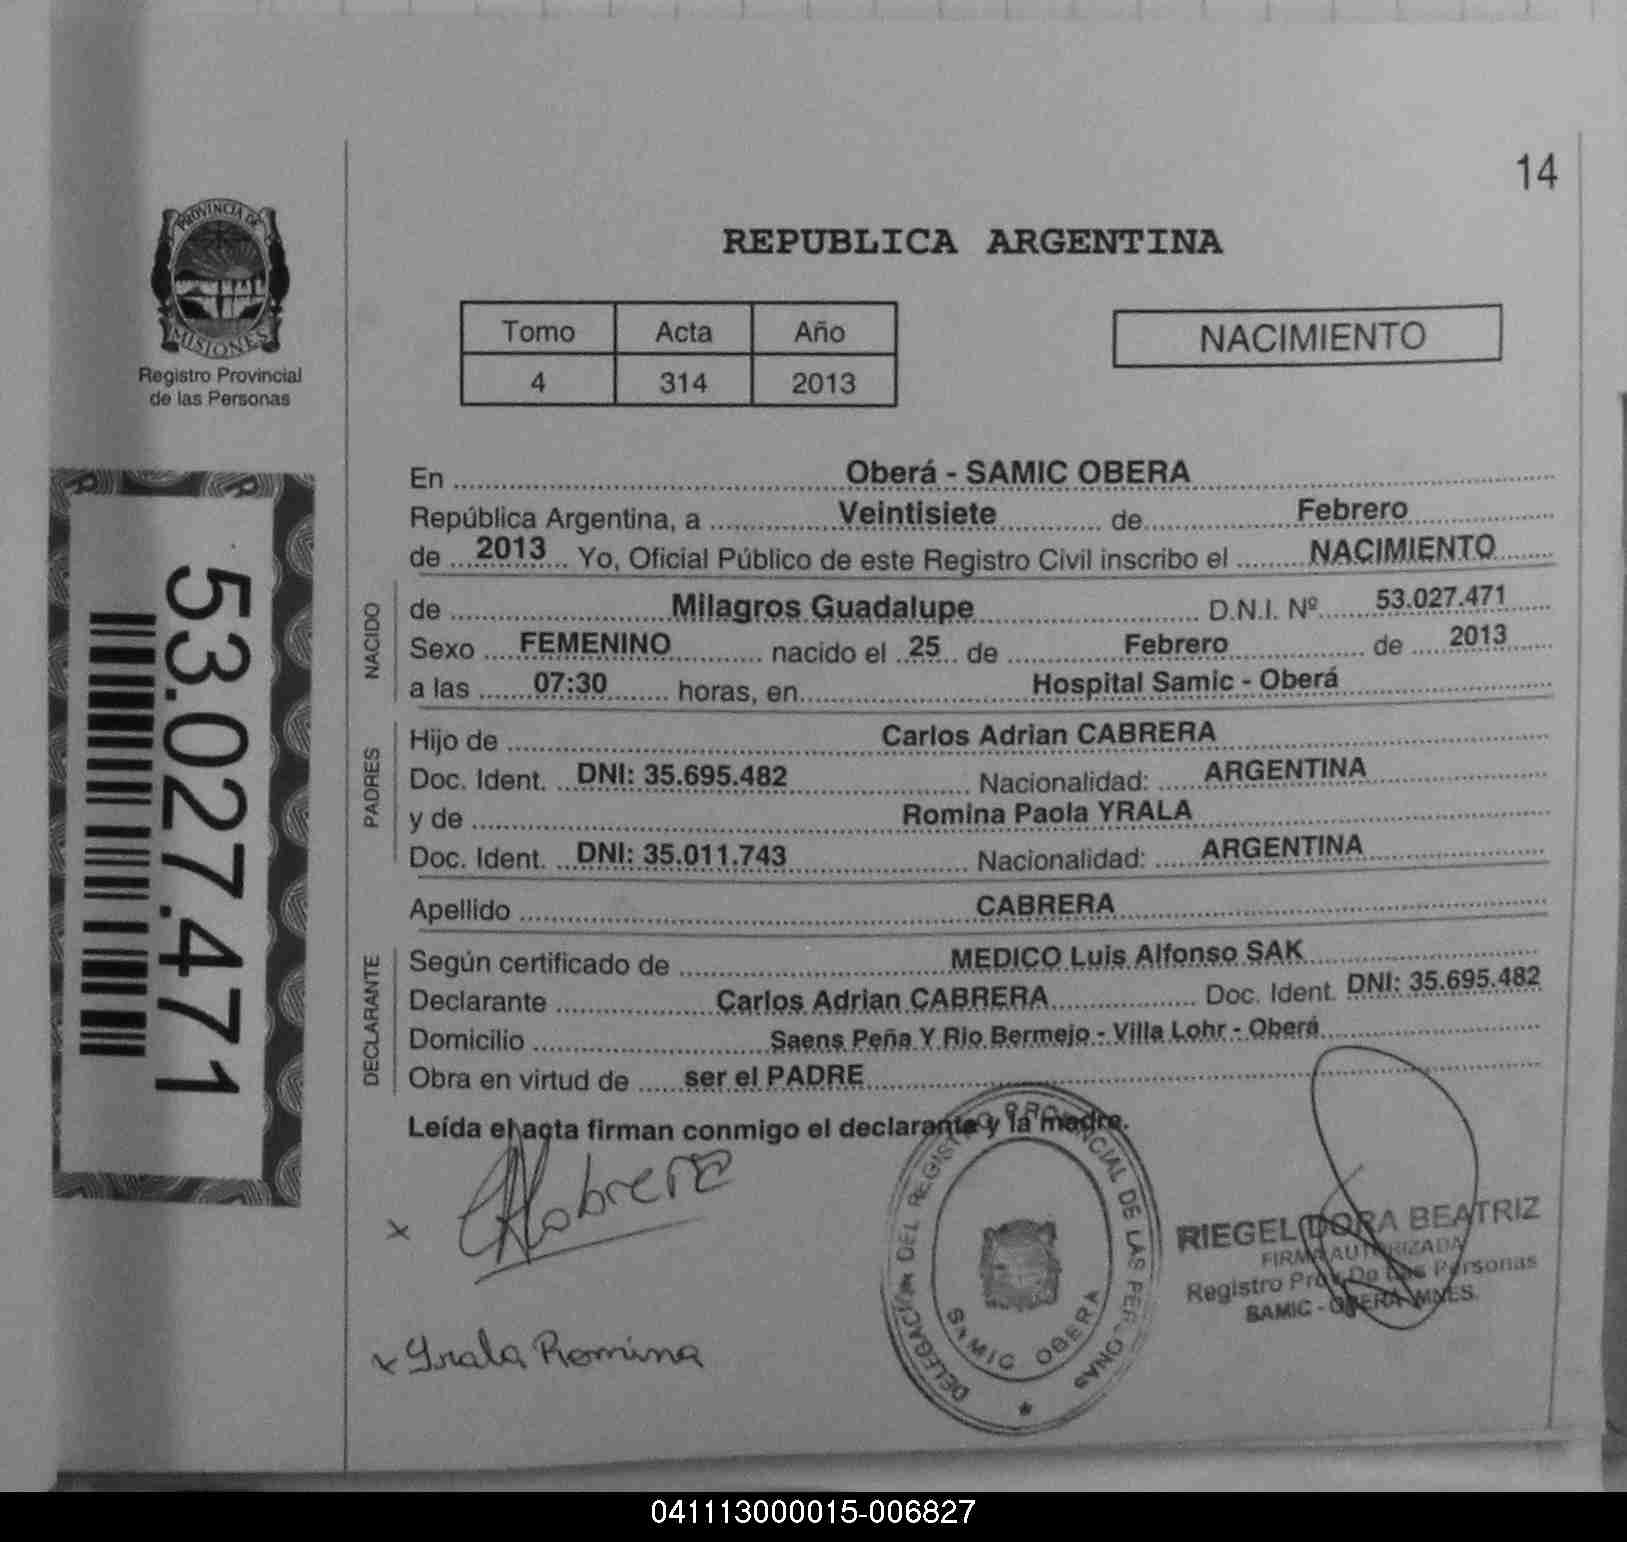 14
PROVINCIA DE
MISIONES
Registro Provincial
de las Personas
REPUBLICA ARGENTINA
Tomo Acta Año
4 314 2013
NACIMIENTO
53.027.471
En Oberá - SAMIC OBERA
República Argentina, a Veintisiete de Febrero
de 2013 Yo, Oficial Público de este Registro Civil inscribo el NACIMIENTO
NACIDO
de Milagros Guadalupe D.N.I. Nº 53.027.471
Sexo FEMENINO nacido el 25 de Febrero de 2013
a las 07:30 horas, en Hospital Samic - Oberá
PADRES
Hijo de Carlos Adrian CABRERA
Doc. Ident. DNI: 35.695.482 Nacionalidad: ARGENTINA
y de Romina Paola YRALA
Doc. Ident. DNI: 35.011.743 Nacionalidad: ARGENTINA
Apellido CABRERA
DECLARANTE
Según certificado de MEDICO Luis Alfonso SAK
Declarante Carlos Adrian CABRERA Doc. Ident. DNI: 35.695.482
Domicilio Saens Peña Y Rio Bermejo - Villa Lohr - Oberá
Obra en virtud de ser el PADRE
Leída el acta firman conmigo el declarante y la madre.
x Cabrera
x Yrala Romina
DELEGACION DEL REGISTRO PROVINCIAL DE LAS PERSONAS
SAMIC OBERA
RIEGEL DORA BEATRIZ
FIRMA AUTORIZADA
Registro Prov. De Las Personas
SAMIC - OBERA MNES.
041113000015-006827